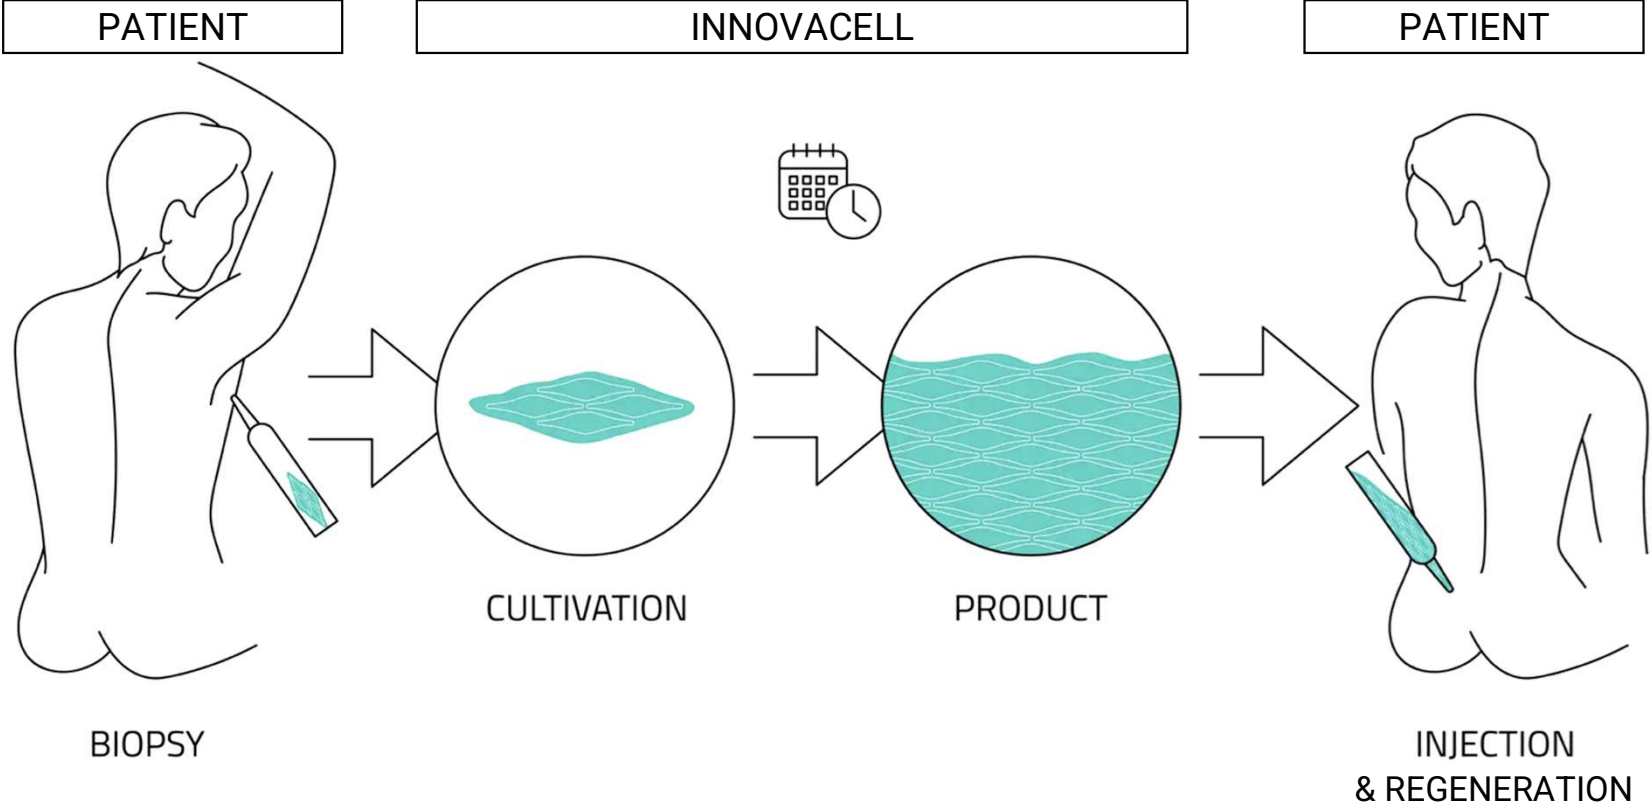 PATIENT
INNOVACELL
PATIENT
CULTIVATION
PRODUCT
BIOPSY
INJECTION
& REGENERATION